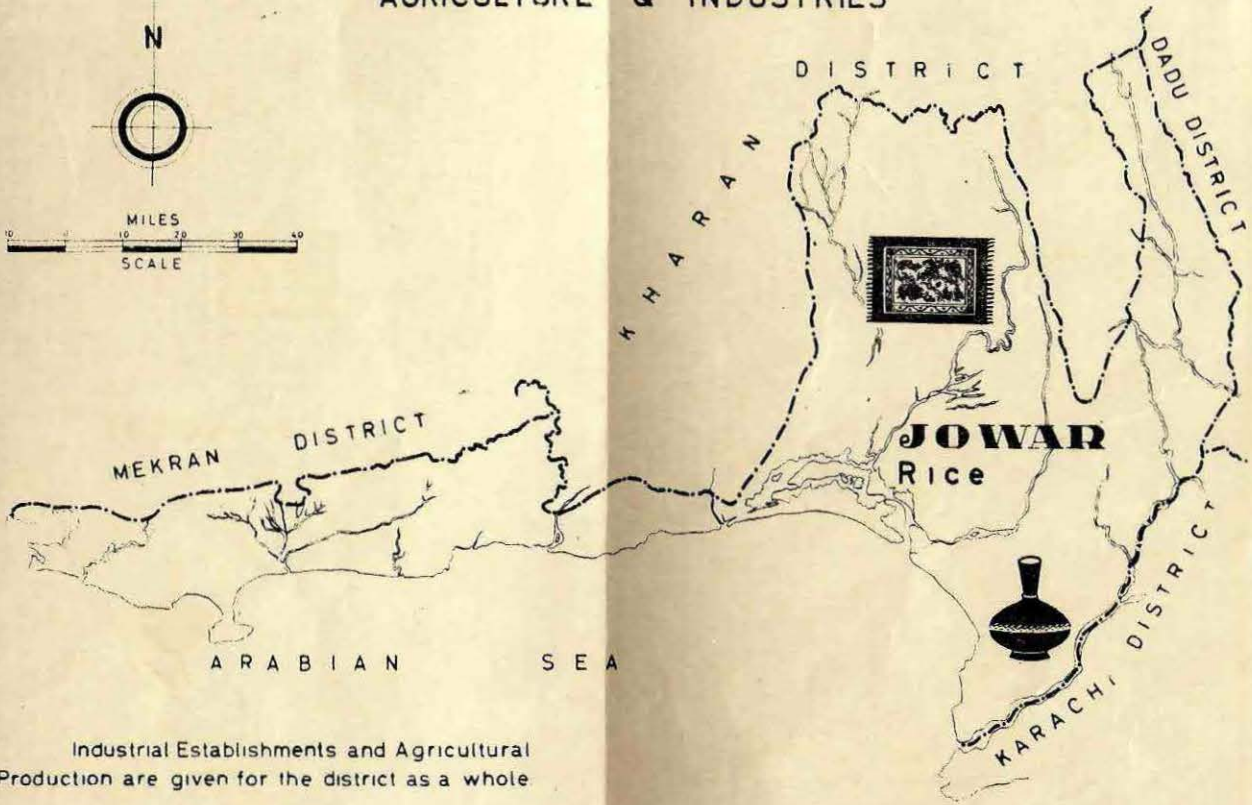 AGRICULTURE & INDUSTRIES
N
MILES
10 0 10 20 30 40
SCALE
KHARAN DISTRICT
DADU DISTRICT
MEKRAN DISTRICT
JOWAR
Rice
KARACHI DISTRICT
ARABIAN SEA
Industrial Establishments and Agricultural
Production are given for the district as a whole